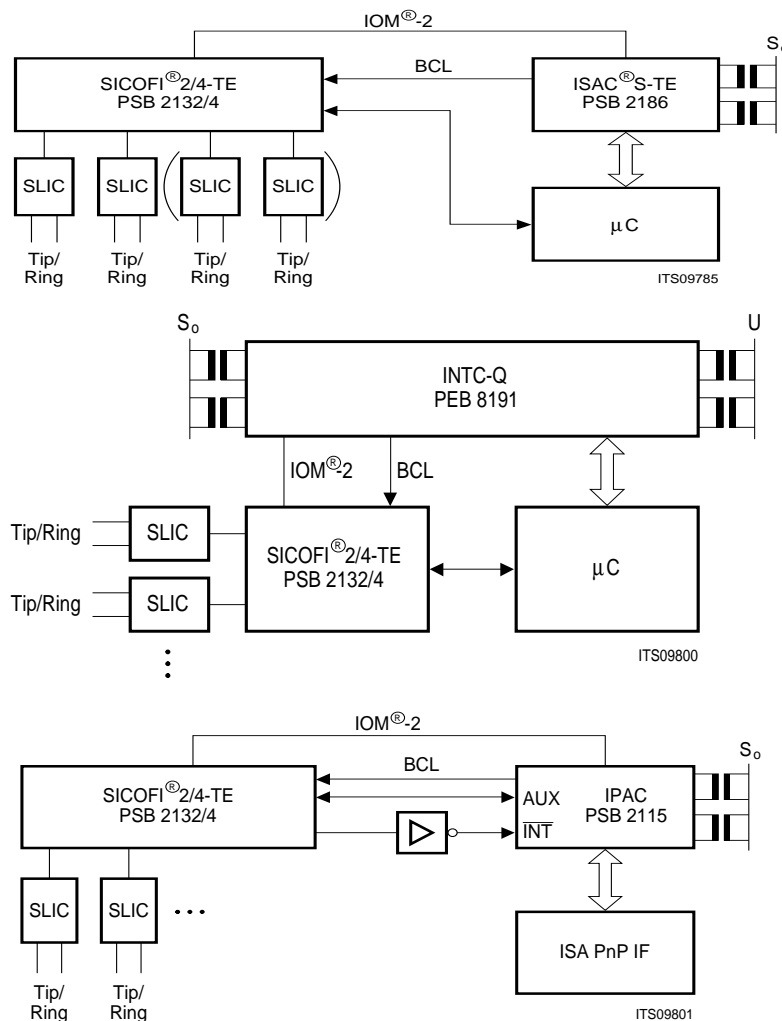 IOM®-2
S
SICOFI®2/4-TE
PSB 2132/4
BCL
ISAC®S-TE
PSB 2186
SLIC
SLIC
SLIC
SLIC
Tip/
Ring
Tip/
Ring
Tip/
Ring
Tip/
Ring
µC
ITS09785
S₀
U
INTC-Q
PEB 8191
IOM®-2
BCL
Tip/Ring
SLIC
Tip/Ring
SLIC
SICOFI®2/4-TE
PSB 2132/4
µC
ITS09800
IOM®-2
S₀
SICOFI®2/4-TE
PSB 2132/4
BCL
AUX
INT
IPAC
PSB 2115
SLIC
SLIC
Tip/
Ring
Tip/
Ring
ISA PnP IF
ITS09801